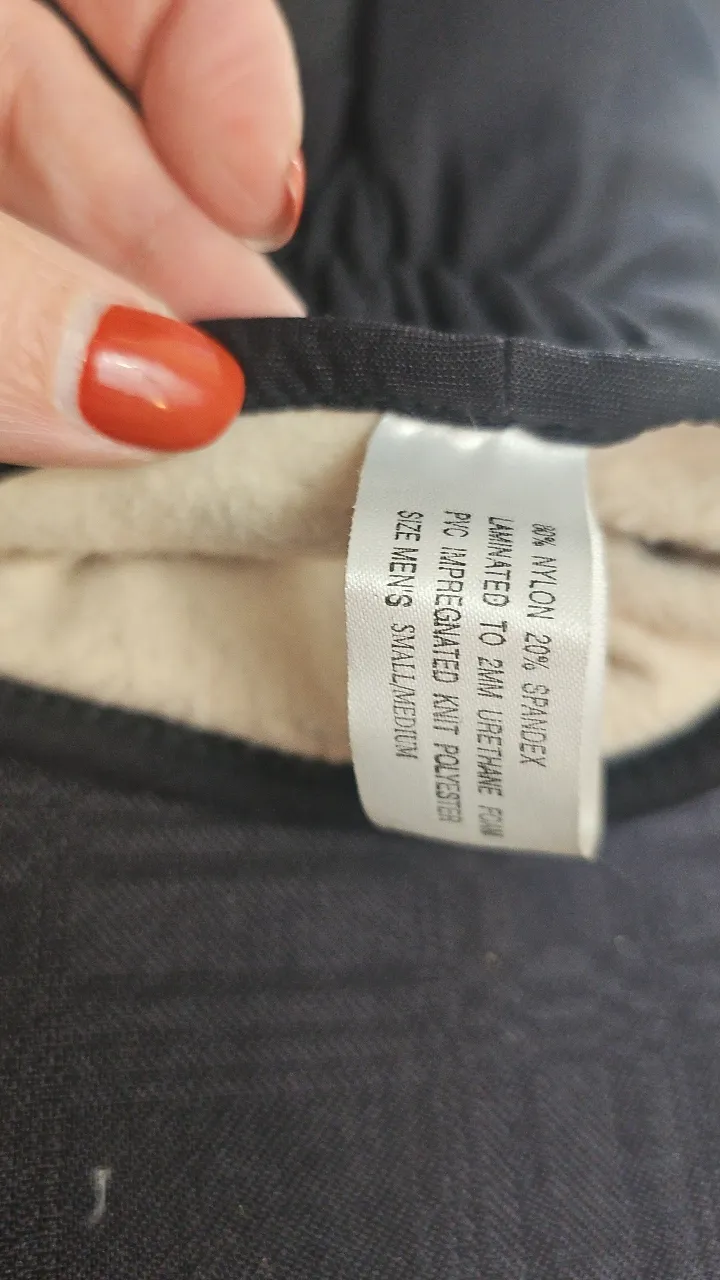 80% NYLON 20% SPANDEX
LAMINATED TO 2MM URETHANE FOAM
PVC IMPREGNATED KNIT POLYESTER
SIZE MEN'S SMALL/MEDIUM